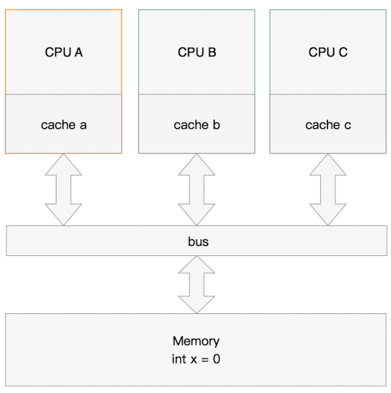 CPU A
CPU B
CPU C
cache a
cache b
cache c
bus
Memory
int x = 0